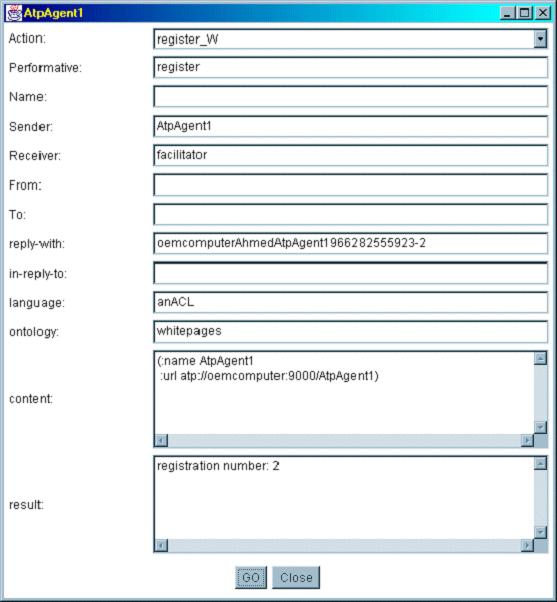 AtpAgent1
Action: register_W
Performative: register
Name:
Sender: AtpAgent1
Receiver: facilitator
From:
To:
reply-with: oemcomputerAhmedAtpAgent1966282555923-2
in-reply-to:
language: anACL
ontology: whitepages
content: (:name AtpAgent1
:url atp://oemcomputer:9000/AtpAgent1)
result: registration number: 2
GO Close